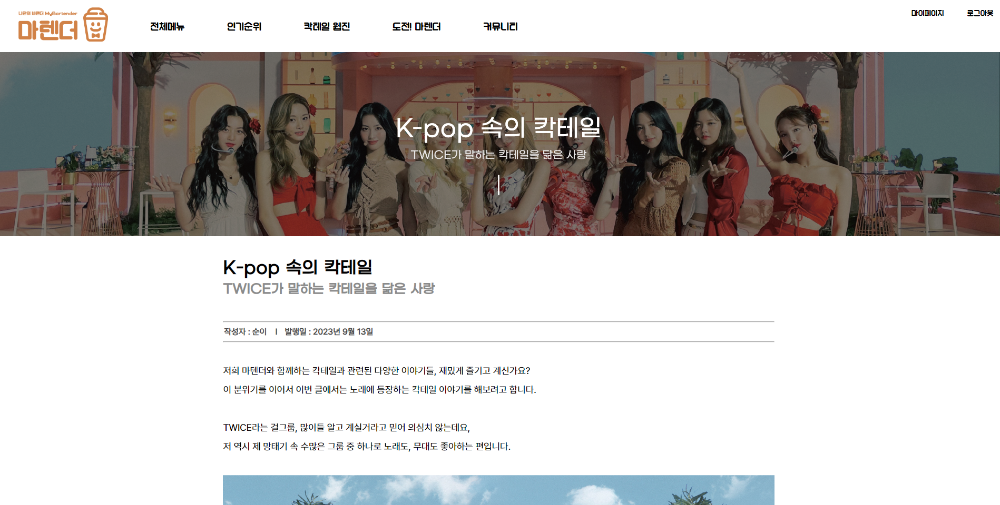 나만의 바텐더 MyBartender
마텐더
전체메뉴
인기순위
칵테일 웹진
도전! 마텐더
커뮤니티
마이페이지
로그아웃
K-pop 속의 칵테일
TWICE가 말하는 칵테일을 닮은 사랑
K-pop 속의 칵테일
TWICE가 말하는 칵테일을 닮은 사랑
작성자 : 순이 I 발행일 : 2023년 9월 13일
저희 마텐더와 함께하는 칵테일과 관련된 다양한 이야기들, 재밌게 즐기고 계신가요?
이 분위기를 이어서 이번 글에서는 노래에 등장하는 칵테일 이야기를 해보려고 합니다.
TWICE라는 걸그룹, 많이들 알고 계실거라고 믿어 의심치 않는데요,
저 역시 제 망태기 속 수많은 그룹 중 하나로 노래도, 무대도 좋아하는 편입니다.